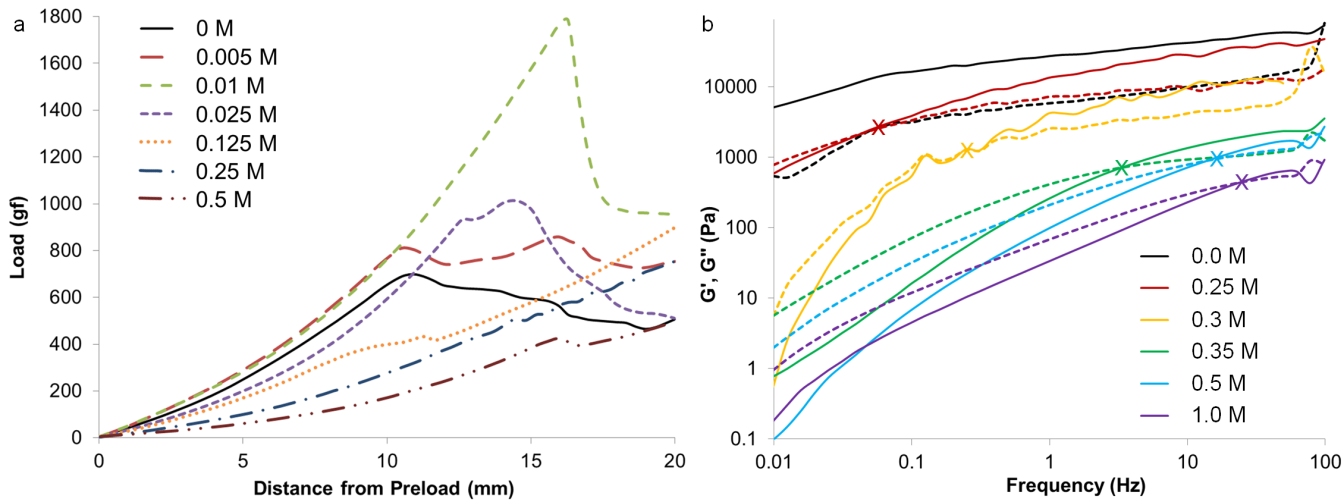 a
1800
1600
1400
1200
1000
800
600
400
200
0
Load (gf)
0 M
0.005 M
0.01 M
0.025 M
0.125 M
0.25 M
0.5 M
0
5
10
15
20
Distance from Preload (mm)
b
10000
1000
100
10
1
0.1
G', G" (Pa)
0.0 M
0.25 M
0.3 M
0.35 M
0.5 M
1.0 M
0.01
0.1
1
10
100
Frequency (Hz)